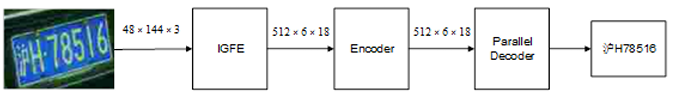 沪H·78516
48 × 144 × 3
IGFE
512 × 6 × 18
Encoder
512 × 6 × 18
Parallel
Decoder
沪H78516